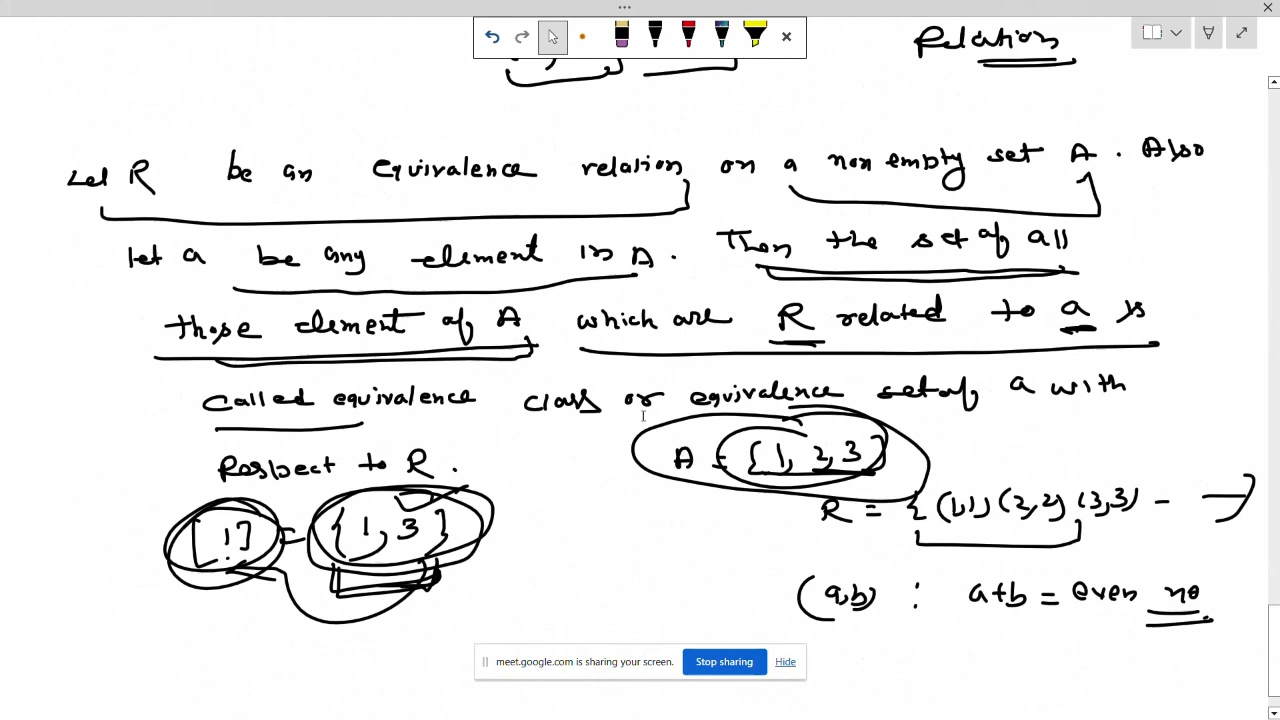 Relation
Let R be an equivalence relation on a non empty set A. Also
let a be any element in A. Then the set of all
those element of A which are R related to a is
Called equivalence class or equivalence set of a with
Respect to R.
A = {1, 2, 3}
R = { (1,1) (2,2) (3,3) - }
[1] = {1, 3}
(a,b) : a+b = even no.
meet.google.com is sharing your screen. Stop sharing Hide